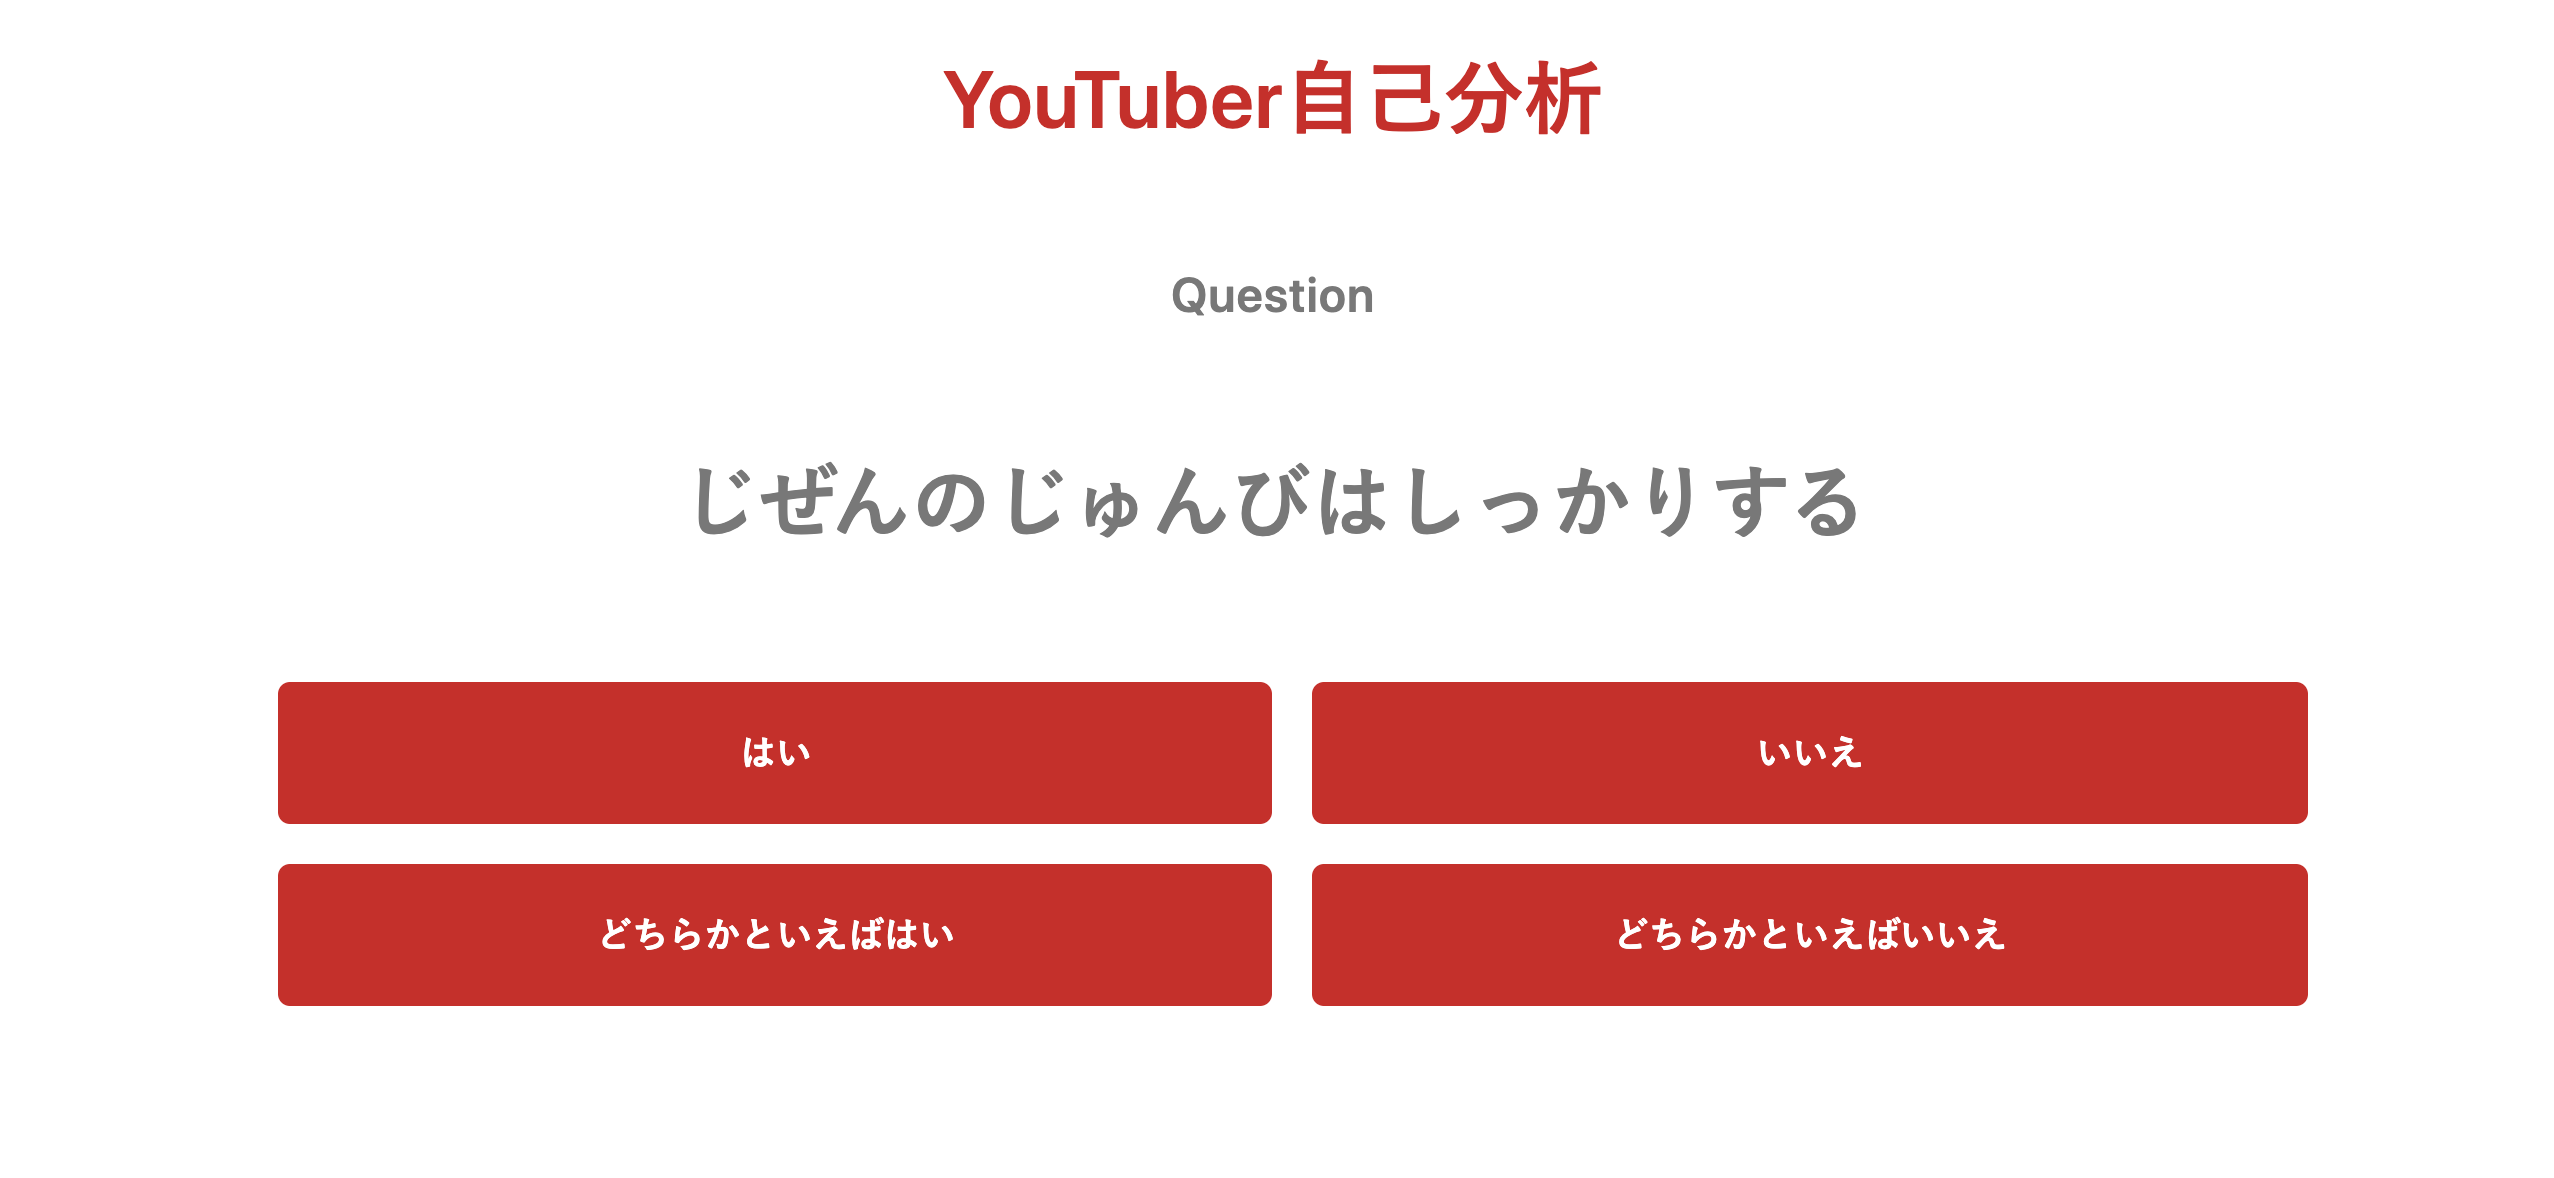 YouTuber自己分析
Question
じぜんのじゅんびはしっかりする
はい
いいえ
どちらかといえばはい
どちらかといえばいいえ